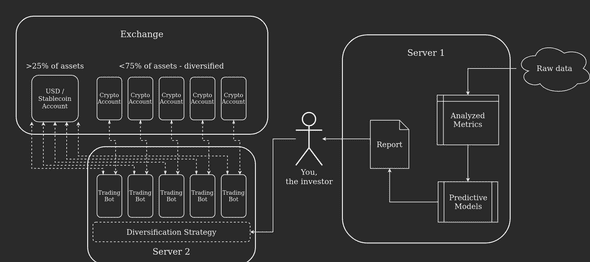 Exchange
>25% of assets
<75% of assets - diversified
USD /
Stablecoin
Account
Crypto
Account
Crypto
Account
Crypto
Account
Crypto
Account
Crypto
Account
Trading
Bot
Trading
Bot
Trading
Bot
Trading
Bot
Trading
Bot
Diversification Strategy
Server 2
You,
the investor
Server 1
Report
Analyzed
Metrics
Predictive
Models
Raw data